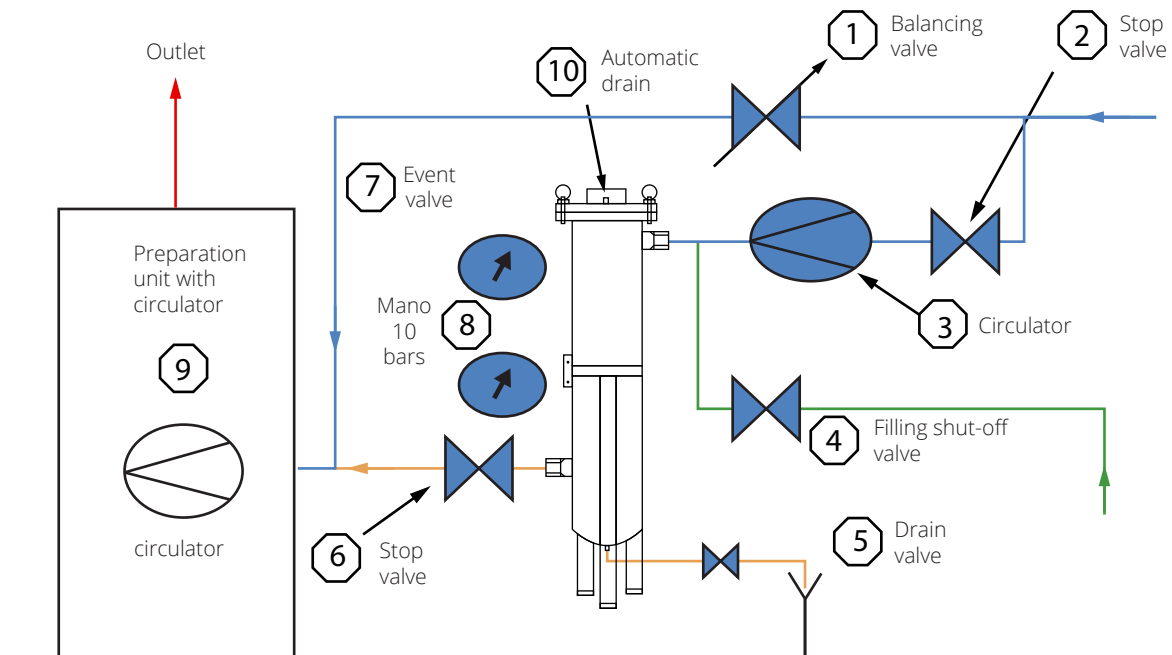 Outlet
10
Automatic
drain
1
Balancing
valve
2
Stop
valve
7
Event
valve
Preparation
unit with
circulator
9
circulator
Mano
10
bars
8
3
Circulator
4
Filling shut-off
valve
6
Stop
valve
5
Drain
valve